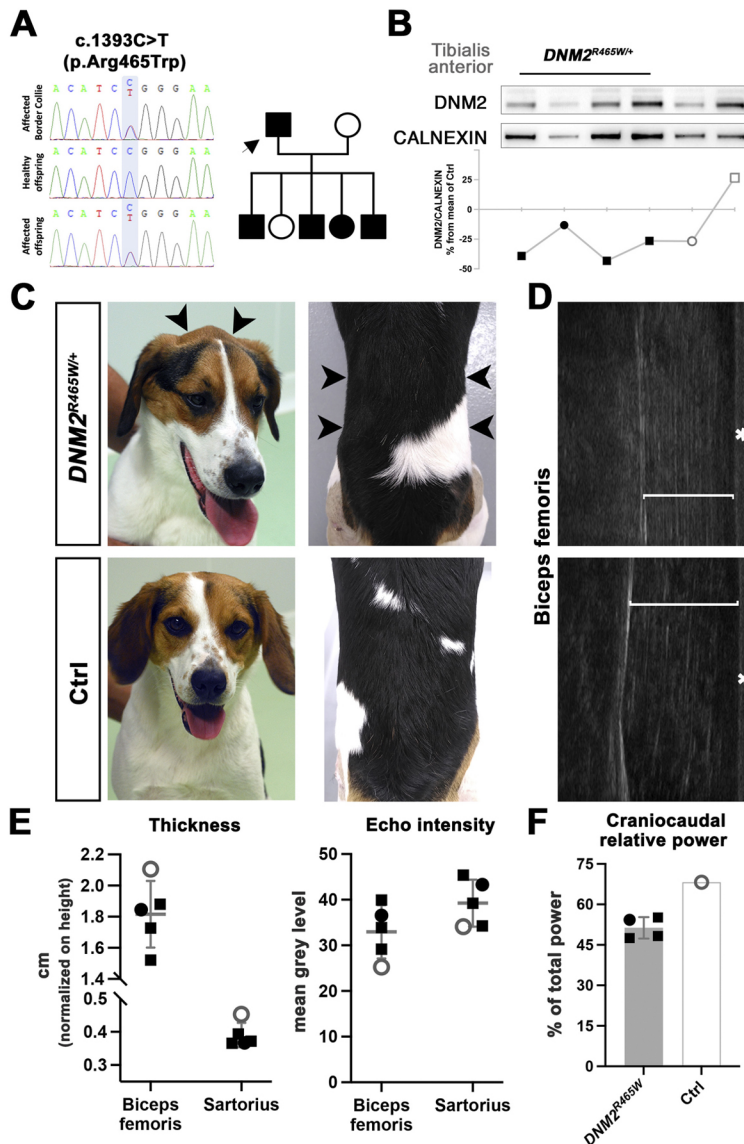 A
c.1393C>T
(p.Arg465Trp)
Affected
Border Collie
A C A T C C G G G A A
T
Healthy
offspring
A C A T C C G G G A A
Affected offspring
A C A T C C G G G A A
T
B
Tibialis
anterior
DNM2R465W/+
DNM2
CALNEXIN
DNM2/CALNEXIN
% from mean of Ctrl
25
0
-25
-50
C
DNM2R465W/+
Ctrl
D
Biceps femoris
*
*
E
Thickness
cm
(normalized on height)
2.2
2.0
1.8
1.6
1.4
0.5
0.4
0.3
Biceps
femoris
Sartorius
Echo intensity
mean grey level
50
40
30
20
10
0
Biceps
femoris
Sartorius
F
Craniocaudal
relative power
% of total power
75
60
45
30
15
0
DNM2R465W
Ctrl